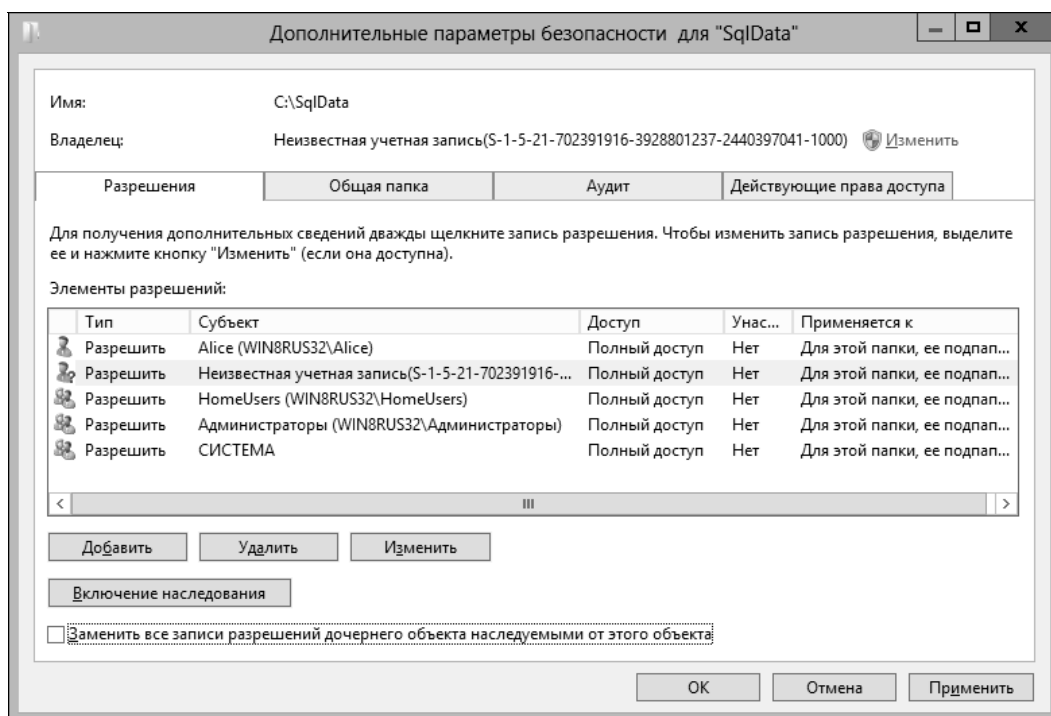 Дополнительные параметры безопасности для "SqlData"
Имя: C:\SqlData
Владелец: Неизвестная учетная запись(S-1-5-21-702391916-3928801237-2440397041-1000) Изменить
Разрешения Общая папка Аудит Действующие права доступа
Для получения дополнительных сведений дважды щелкните запись разрешения. Чтобы изменить запись разрешения, выделите
ее и нажмите кнопку "Изменить" (если она доступна).
Элементы разрешений:
Тип Субъект Доступ Унас... Применяется к
Разрешить Alice (WIN8RUS32\Alice) Полный доступ Нет Для этой папки, ее подпап...
Разрешить Неизвестная учетная запись(S-1-5-21-702391916-... Полный доступ Нет Для этой папки, ее подпап...
Разрешить HomeUsers (WIN8RUS32\HomeUsers) Полный доступ Нет Для этой папки, ее подпап...
Разрешить Администраторы (WIN8RUS32\Администраторы) Полный доступ Нет Для этой папки, ее подпап...
Разрешить СИСТЕМА Полный доступ Нет Для этой папки, ее подпап...
Добавить Удалить Изменить
Включение наследования
Заменить все записи разрешений дочернего объекта наследуемыми от этого объекта
OK Отмена Применить